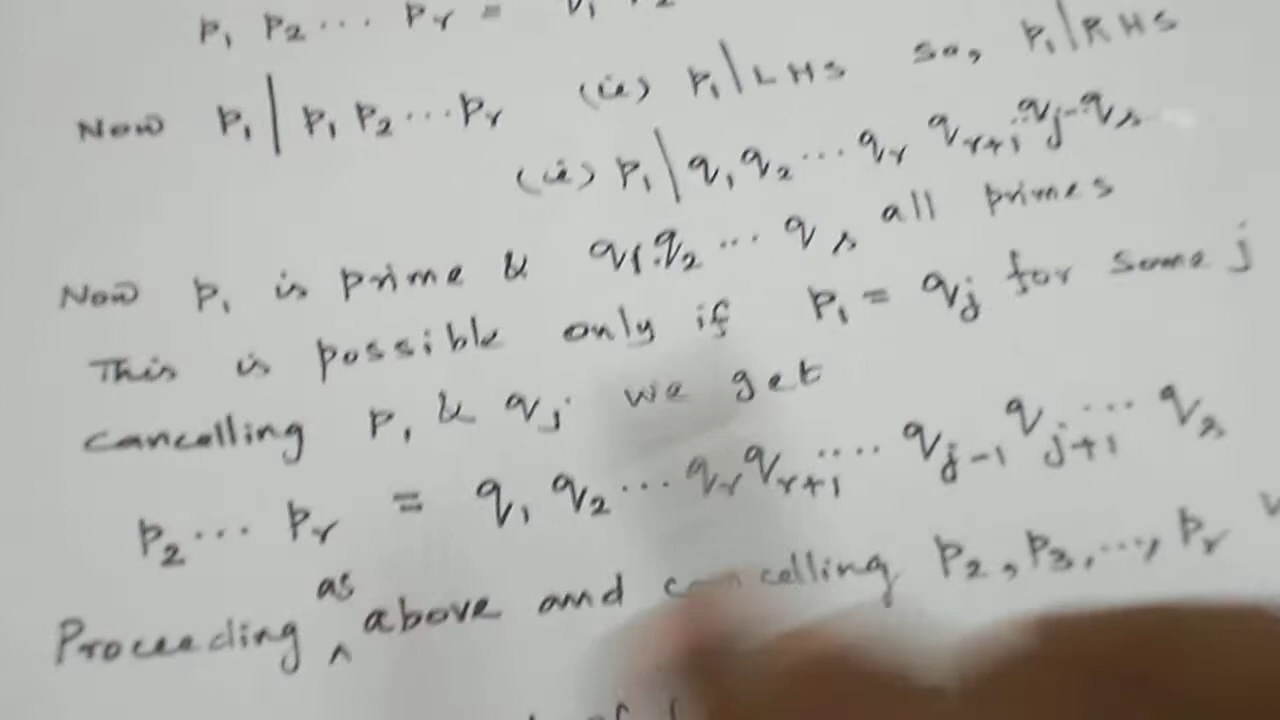 p₁ p₂ ... pᵣ =
Now p₁ | p₁ p₂ ... pᵣ (ie) p₁ | LHS so, p₁ | RHS
(ie) p₁ | q₁ q₂ ... qᵣ qᵣ₊₁ ... qⱼ ... qₛ
Now p₁ is prime & q₁ q₂ ... qₛ all primes
This is possible only if p₁ = qⱼ for some j
cancelling p₁ & qⱼ we get
p₂ ... pᵣ = q₁ q₂ ... qᵣ qᵣ₊₁ .... qⱼ₋₁ qⱼ₊₁ ... qₛ
Proceeding as above and cancelling p₂, p₃, ..., pᵣ